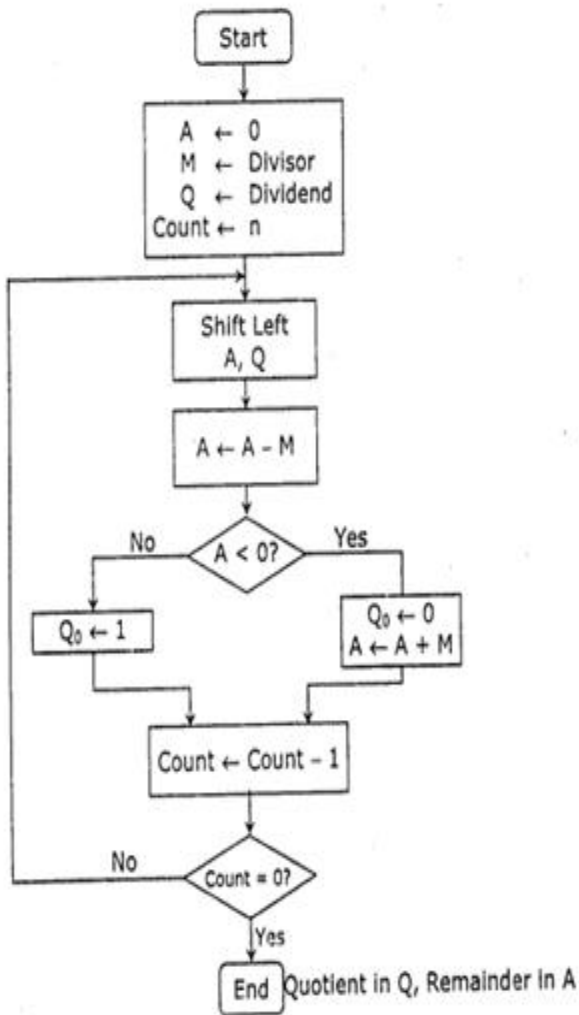 Start
A ← 0
M ← Divisor
Q ← Dividend
Count ← n
Shift Left
A, Q
A ← A – M
A < 0?
No
Yes
Q₀ ← 1
Q₀ ← 0
A ← A + M
Count ← Count – 1
Count = 0?
No
Yes
End
Quotient in Q, Remainder in A